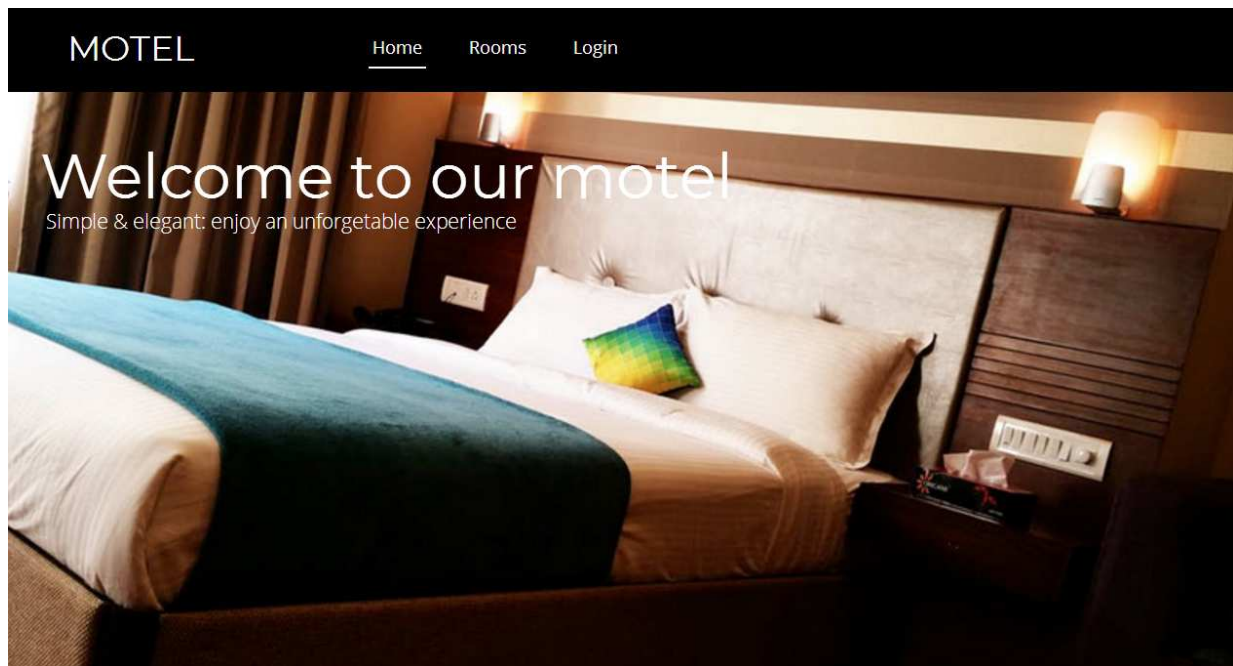 MOTEL
Home Rooms Login
Welcome to our motel
Simple & elegant: enjoy an unforgetable experience